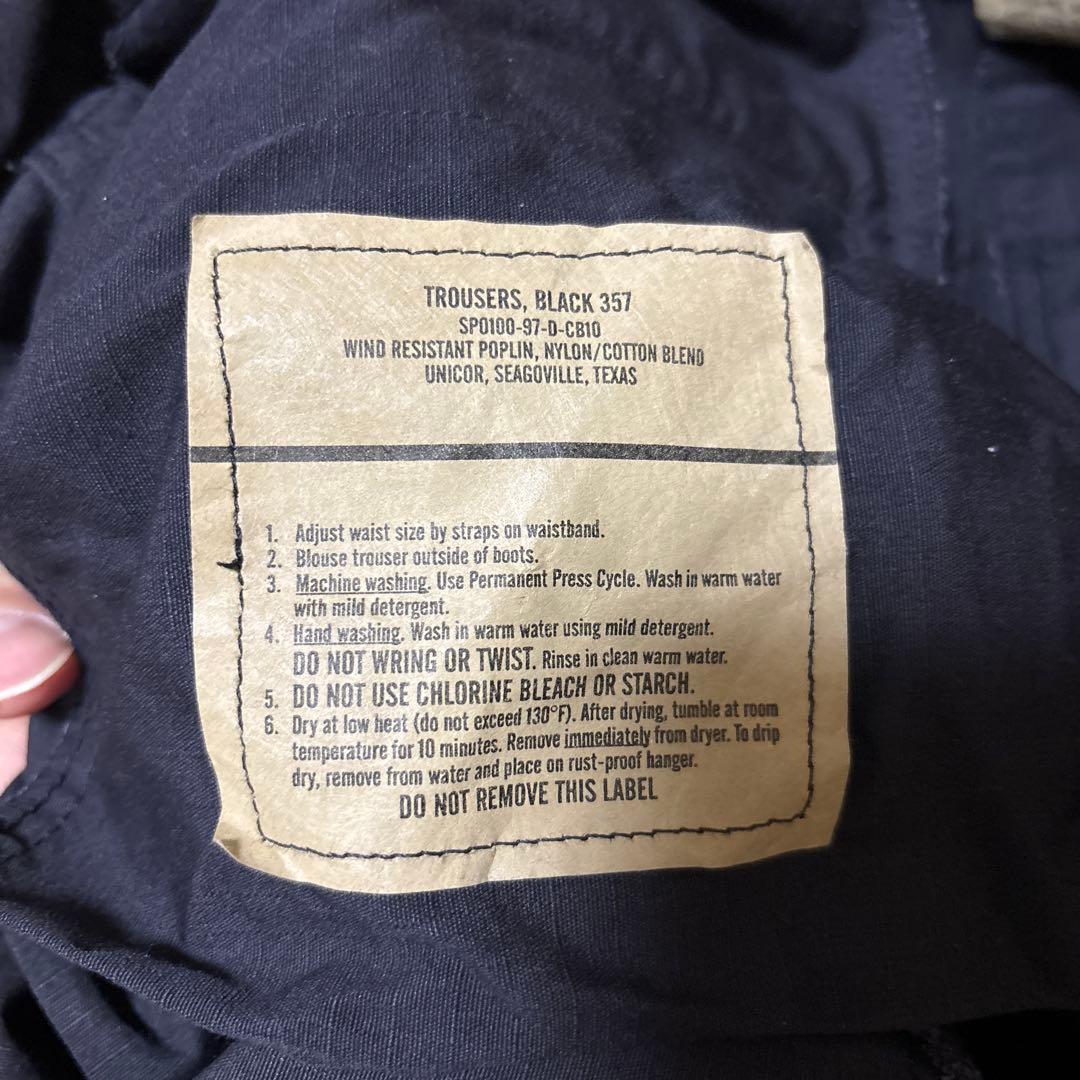 TROUSERS, BLACK 357
SPO100-97-D-CB10
WIND RESISTANT POPLIN, NYLON/COTTON BLEND
UNICOR, SEAGOVILLE, TEXAS
1. Adjust waist size by straps on waistband.
2. Blouse trouser outside of boots.
3. Machine washing. Use Permanent Press Cycle. Wash in warm water
with mild detergent.
4. Hand washing. Wash in warm water using mild detergent.
DO NOT WRING OR TWIST. Rinse in clean warm water.
5. DO NOT USE CHLORINE BLEACH OR STARCH.
6. Dry at low heat (do not exceed 130°F). After drying, tumble at room
temperature for 10 minutes. Remove immediately from dryer. To drip
dry, remove from water and place on rust-proof hanger.
DO NOT REMOVE THIS LABEL